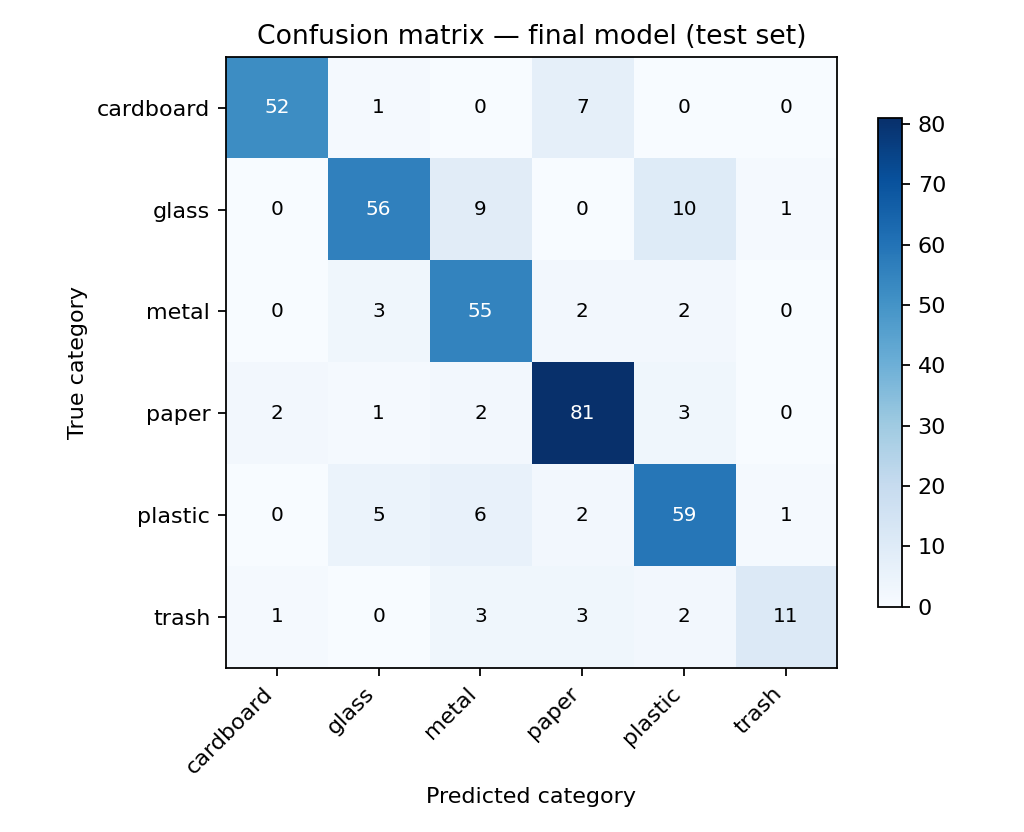 Confusion matrix — final model (test set)
True category
cardboard 52 1 0 7 0 0
glass 0 56 9 0 10 1
metal 0 3 55 2 2 0
paper 2 1 2 81 3 0
plastic 0 5 6 2 59 1
trash 1 0 3 3 2 11
cardboard glass metal paper plastic trash
Predicted category
80
70
60
50
40
30
20
10
0